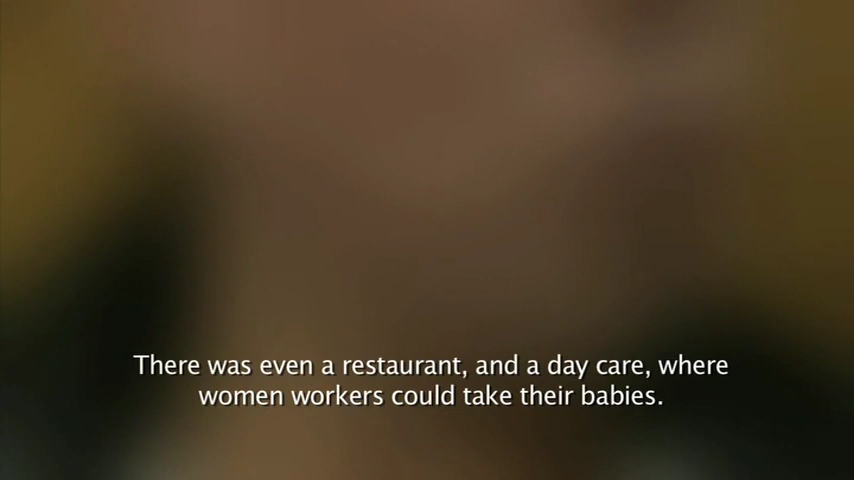 There was even a restaurant, and a day care, where
women workers could take their babies.